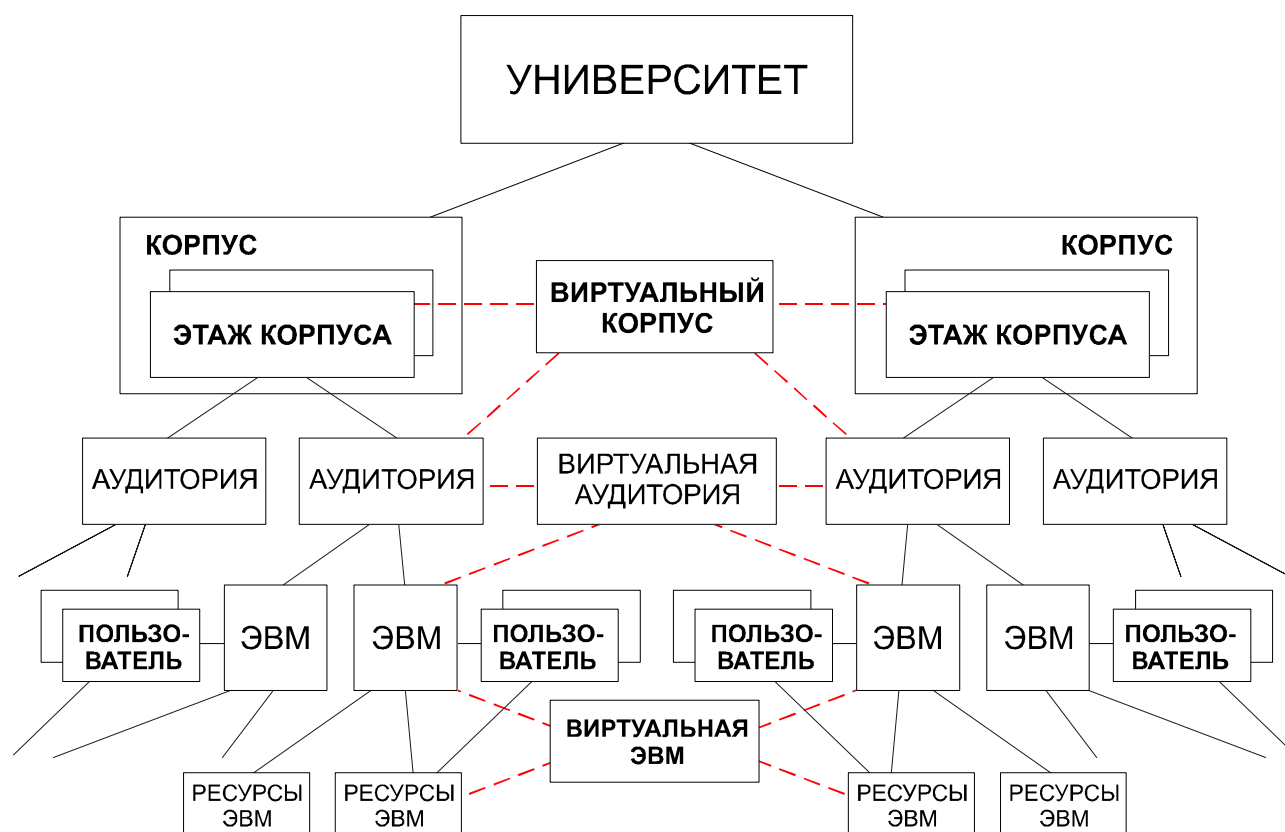 УНИВЕРСИТЕТ
КОРПУС
КОРПУС
ВИРТУАЛЬНЫЙ
КОРПУС
ЭТАЖ КОРПУСА
ЭТАЖ КОРПУСА
АУДИТОРИЯ
АУДИТОРИЯ
ВИРТУАЛЬНАЯ
АУДИТОРИЯ
АУДИТОРИЯ
АУДИТОРИЯ
ПОЛЬЗО-
ВАТЕЛЬ
ЭВМ
ЭВМ
ПОЛЬЗО-
ВАТЕЛЬ
ПОЛЬЗО-
ВАТЕЛЬ
ЭВМ
ЭВМ
ПОЛЬЗО-
ВАТЕЛЬ
ВИРТУАЛЬНАЯ
ЭВМ
РЕСУРСЫ
ЭВМ
РЕСУРСЫ
ЭВМ
РЕСУРСЫ
ЭВМ
РЕСУРСЫ
ЭВМ